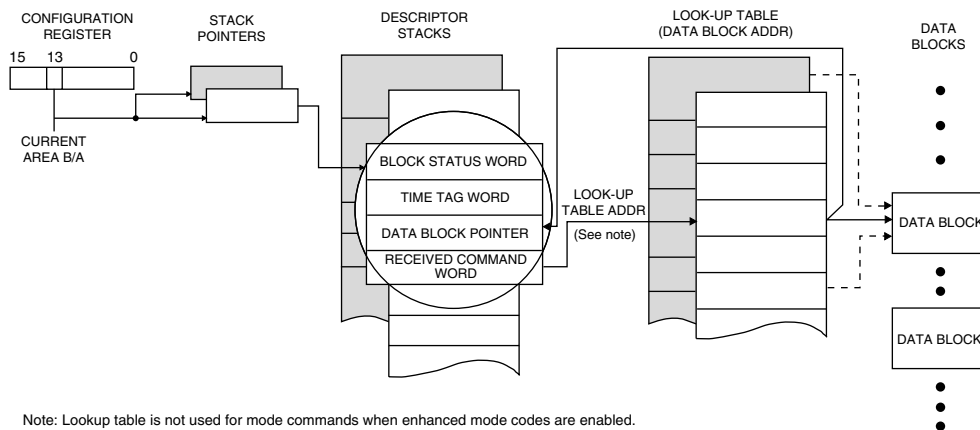 CONFIGURATION
REGISTER
15 13 0
CURRENT
AREA B/A
STACK
POINTERS
DESCRIPTOR
STACKS
BLOCK STATUS WORD
TIME TAG WORD
DATA BLOCK POINTER
RECEIVED COMMAND
WORD
LOOK-UP
TABLE ADDR
(See note)
LOOK-UP TABLE
(DATA BLOCK ADDR)
DATA
BLOCKS
DATA BLOCK
DATA BLOCK
Note: Lookup table is not used for mode commands when enhanced mode codes are enabled.